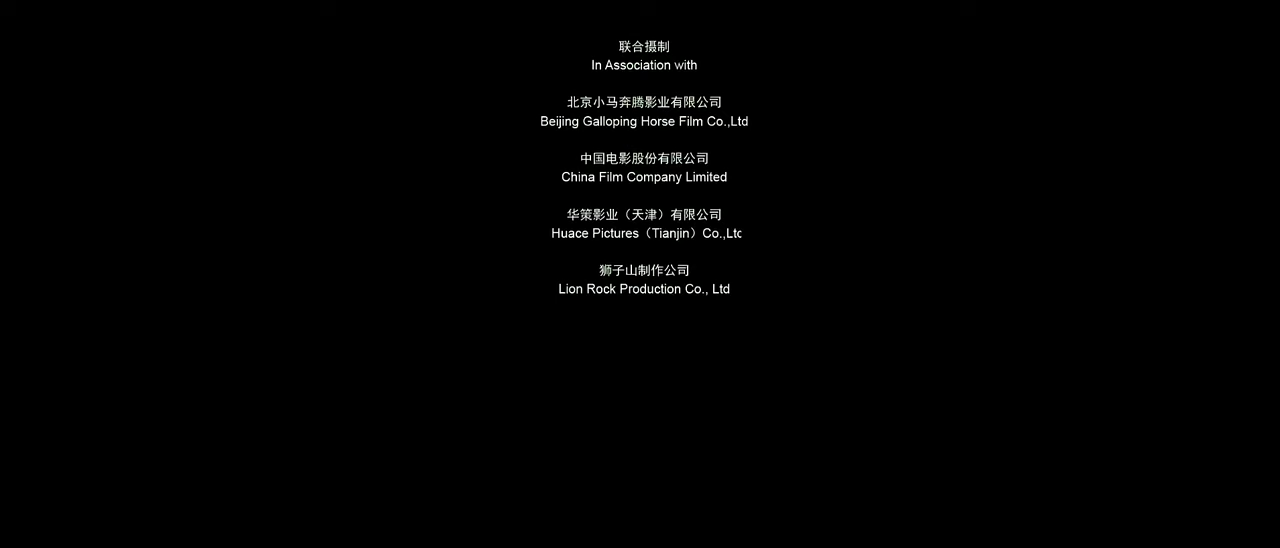 联合摄制
In Association with
北京小马奔腾影业有限公司
Beijing Galloping Horse Film Co.,Ltd
中国电影股份有限公司
China Film Company Limited
华策影业（天津）有限公司
Huace Pictures（Tianjin）Co.,Ltd
狮子山制作公司
Lion Rock Production Co., Ltd